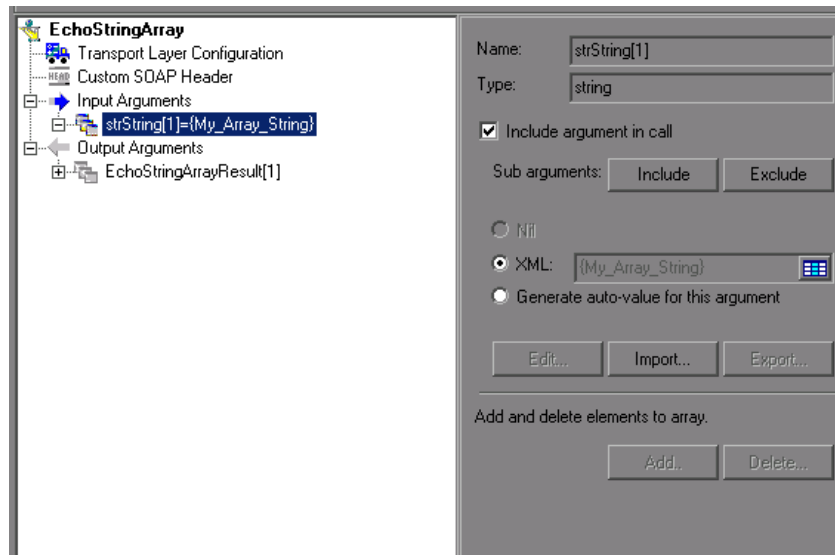 EchoStringArray
Transport Layer Configuration
HEAD Custom SOAP Header
Input Arguments
strString[1]={My_Array_String}
Output Arguments
EchoStringArrayResult[1]
Name: strString[1]
Type: string
Include argument in call
Sub arguments: Include Exclude
Nil
XML: {My_Array_String}
Generate auto-value for this argument
Edit... Import... Export...
Add and delete elements to array.
Add.. Delete...